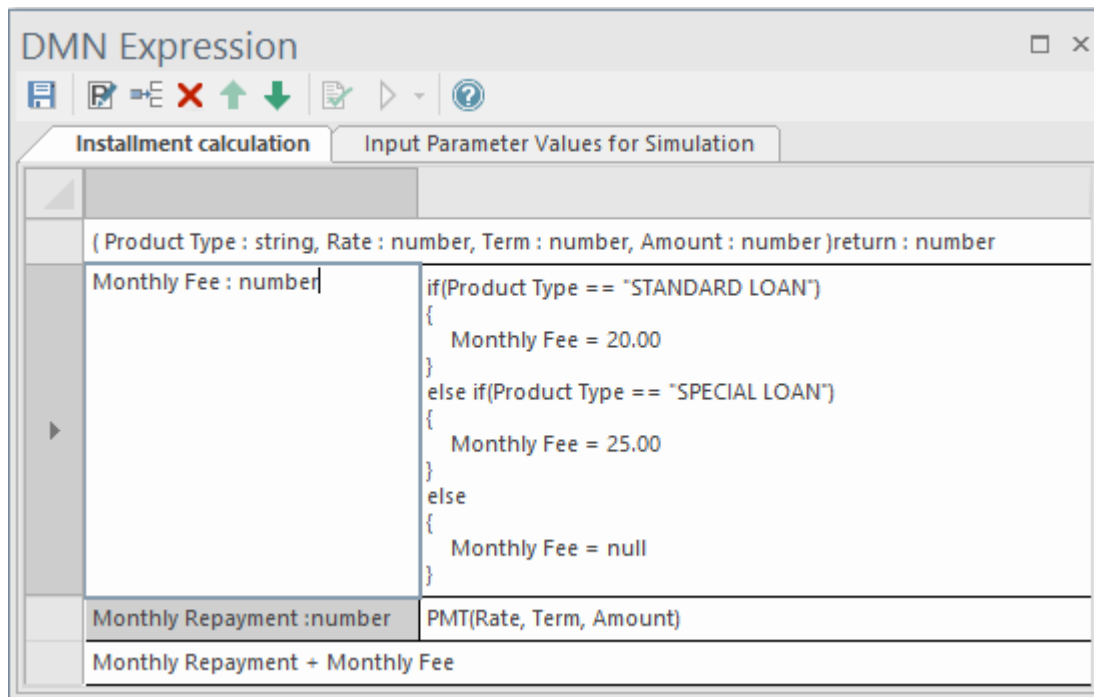 DMN Expression
Installment calculation
Input Parameter Values for Simulation
( Product Type : string, Rate : number, Term : number, Amount : number )return : number
Monthly Fee : number
if(Product Type == "STANDARD LOAN")
{
Monthly Fee = 20.00
}
else if(Product Type == "SPECIAL LOAN")
{
Monthly Fee = 25.00
}
else
{
Monthly Fee = null
}
Monthly Repayment :number
PMT(Rate, Term, Amount)
Monthly Repayment + Monthly Fee